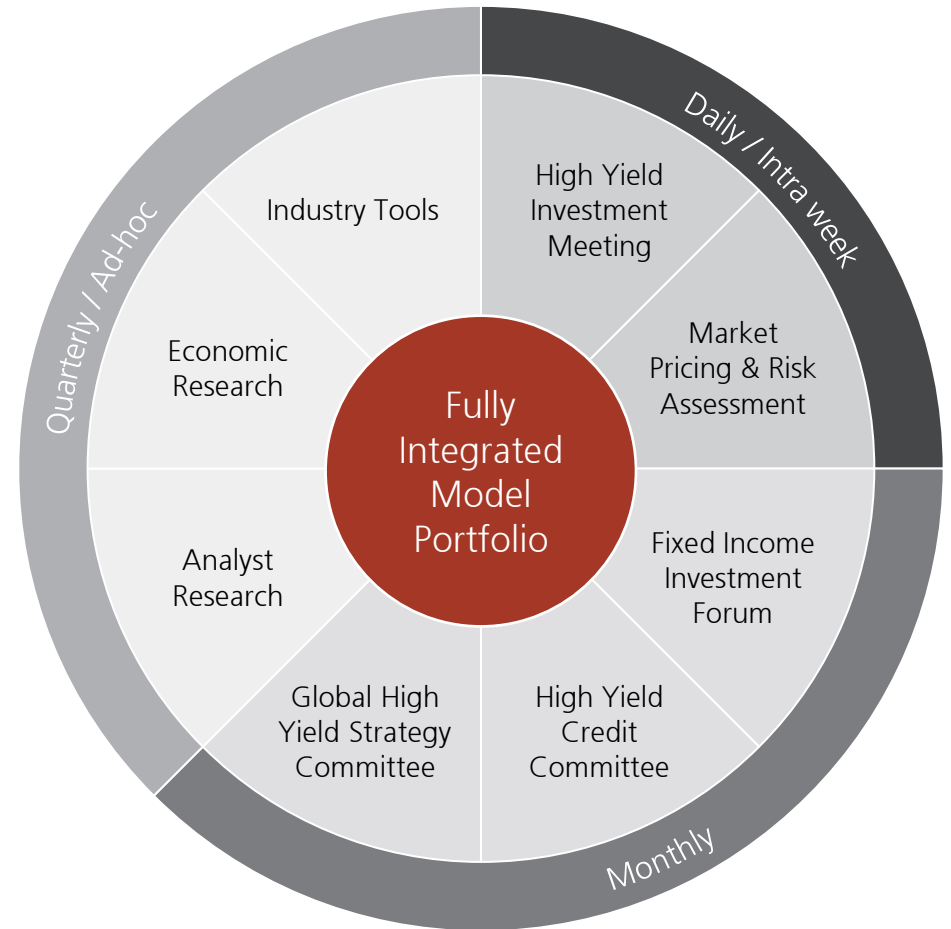 Daily / Intra week
High Yield
Investment
Meeting
Market
Pricing & Risk
Assessment
Monthly
Fixed Income
Investment
Forum
High Yield
Credit
Committee
Global High
Yield Strategy
Committee
Quarterly / Ad-hoc
Analyst
Research
Economic
Research
Industry Tools
Fully
Integrated
Model
Portfolio